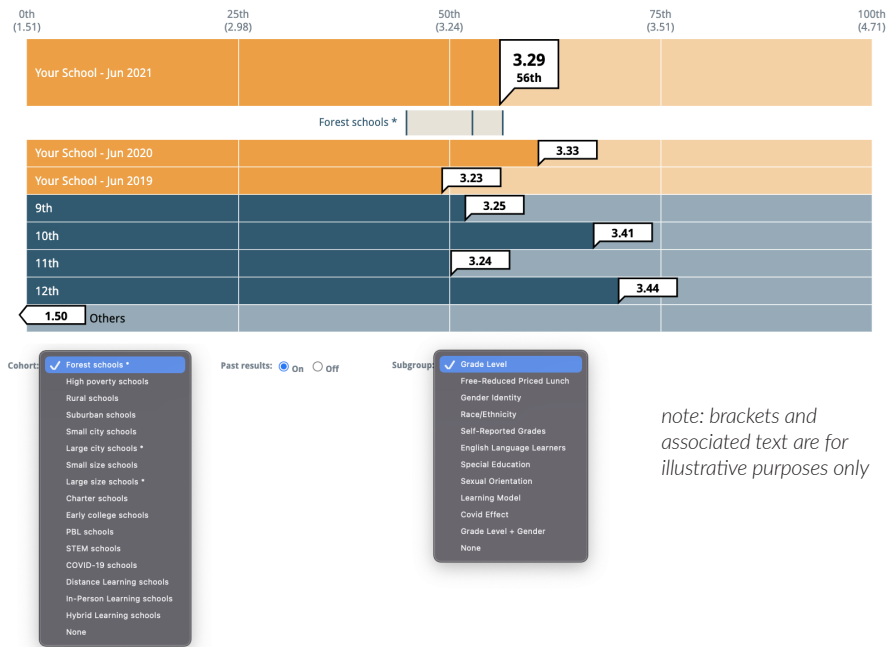 0th 25th 50th 75th 100th
(1.51) (2.98) (3.24) (3.51) (4.71)
Your School - Jun 2021
3.29
56th
Forest schools *
Your School - Jun 2020 3.33
Your School - Jun 2019 3.23
9th 3.25
10th 3.41
11th 3.24
12th 3.44
1.50 Others
Cohort:
✓ Forest schools *
High poverty schools
Rural schools
Suburban schools
Small city schools
Large city schools *
Small size schools
Large size schools *
Charter schools
Early college schools
PBL schools
STEM schools
COVID-19 schools
Distance Learning schools
In-Person Learning schools
Hybrid Learning schools
None
Past results: On Off
Subgroup:
✓ Grade Level
Free-Reduced Priced Lunch
Gender Identity
Race/Ethnicity
Self-Reported Grades
English Language Learners
Special Education
Sexual Orientation
Learning Model
Covid Effect
Grade Level + Gender
None
note: brackets and
associated text are for
illustrative purposes only